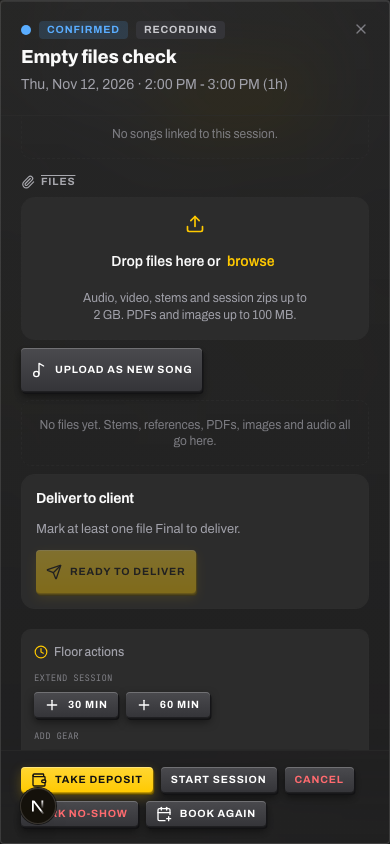 CONFIRMED RECORDING
Empty files check
Thu, Nov 12, 2026 · 2:00 PM - 3:00 PM (1h)
No songs linked to this session.
FILES
Drop files here or browse
Audio, video, stems and session zips up to
2 GB. PDFs and images up to 100 MB.
UPLOAD AS NEW SONG
No files yet. Stems, references, PDFs, images and audio all
go here.
Deliver to client
Mark at least one file Final to deliver.
READY TO DELIVER
Floor actions
EXTEND SESSION
30 MIN 60 MIN
ADD GEAR
TAKE DEPOSIT START SESSION CANCEL
N NO-SHOW BOOK AGAIN